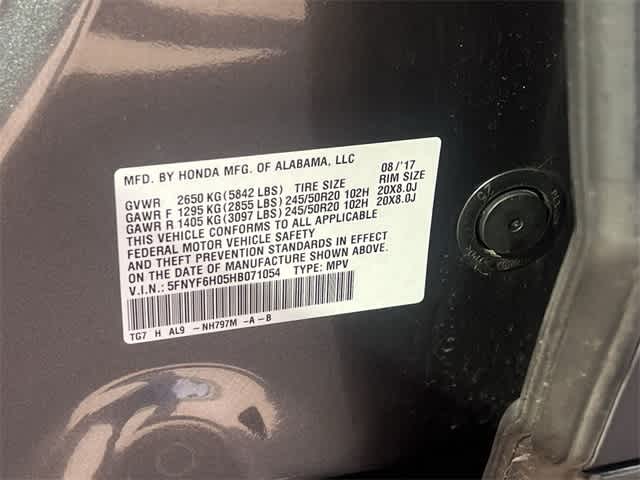 MFD. BY HONDA MFG. OF ALABAMA, LLC 08/'17
GVWR 2650 KG (5842 LBS) TIRE SIZE RIM SIZE
GAWR F 1295 KG (2855 LBS) 245/50R20 102H 20X8.0J
GAWR R 1405 KG (3097 LBS) 245/50R20 102H 20X8.0J
THIS VEHICLE CONFORMS TO ALL APPLICABLE
FEDERAL MOTOR VEHICLE SAFETY
AND THEFT PREVENTION STANDARDS IN EFFECT
ON THE DATE OF MANUFACTURE SHOWN ABOVE.
V.I.N.: 5FNYF6H05HB071054 TYPE: MPV
TG7 H AL9 -NH797M -A-B